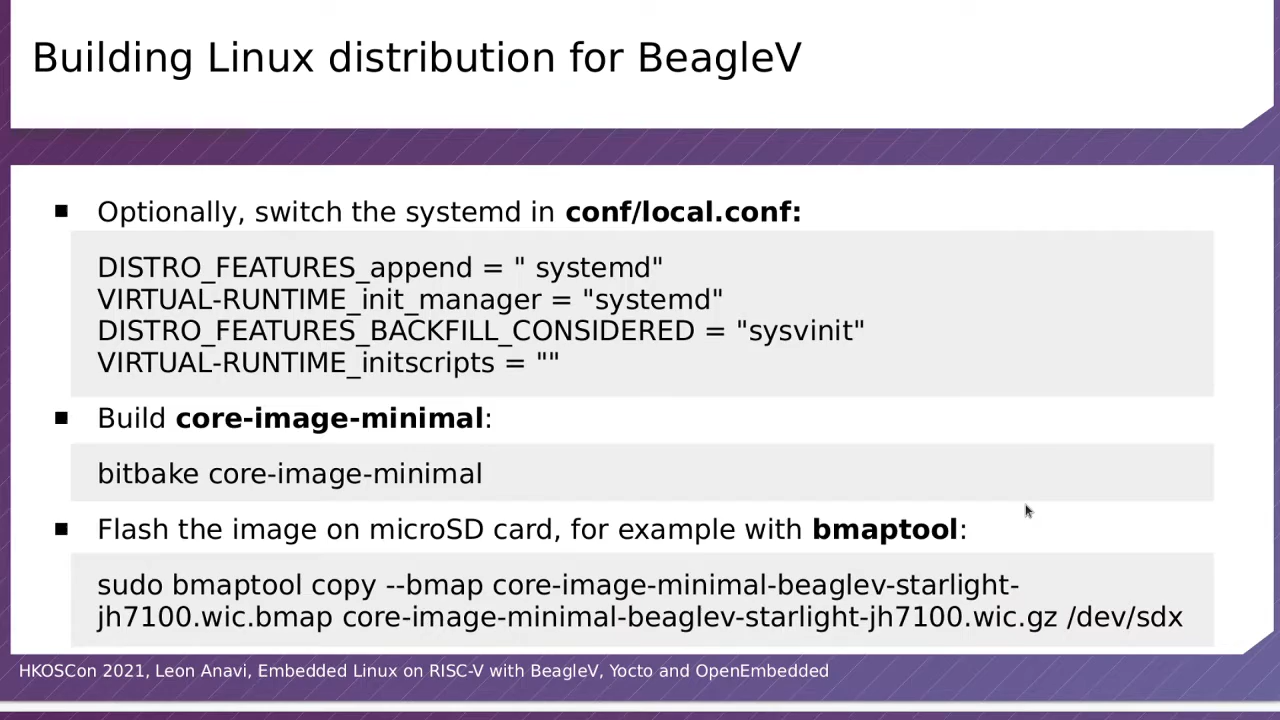 Building Linux distribution for BeagleV
Optionally, switch the systemd in conf/local.conf:
DISTRO_FEATURES_append = " systemd"
VIRTUAL-RUNTIME_init_manager = "systemd"
DISTRO_FEATURES_BACKFILL_CONSIDERED = "sysvinit"
VIRTUAL-RUNTIME_initscripts = ""
Build core-image-minimal:
bitbake core-image-minimal
Flash the image on microSD card, for example with bmaptool:
sudo bmaptool copy --bmap core-image-minimal-beaglev-starlight-
jh7100.wic.bmap core-image-minimal-beaglev-starlight-jh7100.wic.gz /dev/sdx
HKOSCon 2021, Leon Anavi, Embedded Linux on RISC-V with BeagleV, Yocto and OpenEmbedded